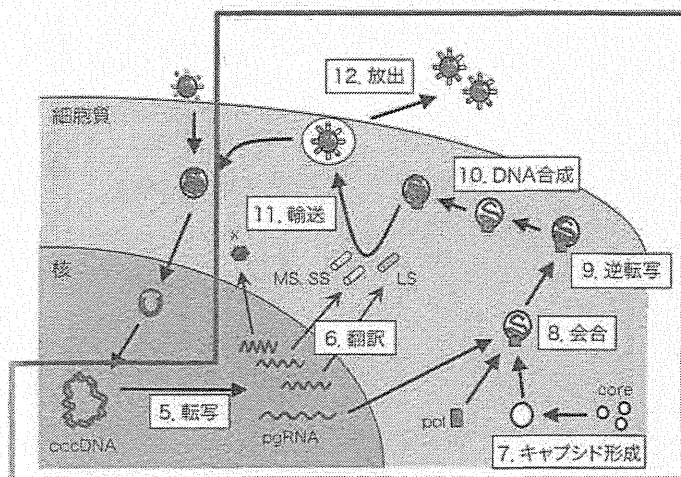 12. 放出
細胞質
10. DNA合成
11. 輸送
X
核
MS, SS
LS
9. 逆転写
6. 翻訳
8. 会合
5. 転写
cccDNA
pgRNA
pol
core
7. キャプシド形成